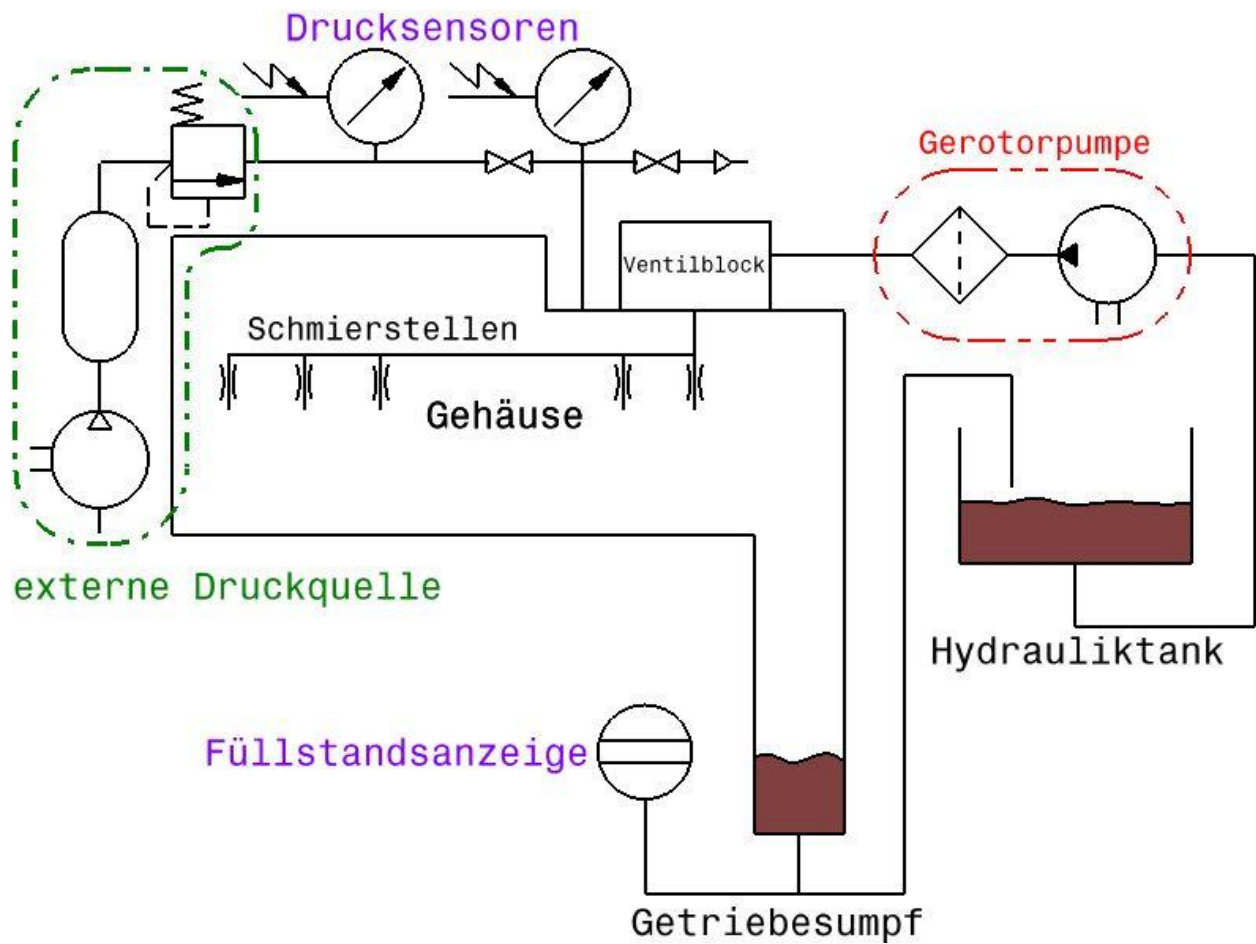 Drucksensoren
Gerotorpumpe
Ventilblock
Schmierstellen
Gehäuse
externe Druckquelle
Hydrauliktank
Füllstandsanzeige
Getriebesumpf